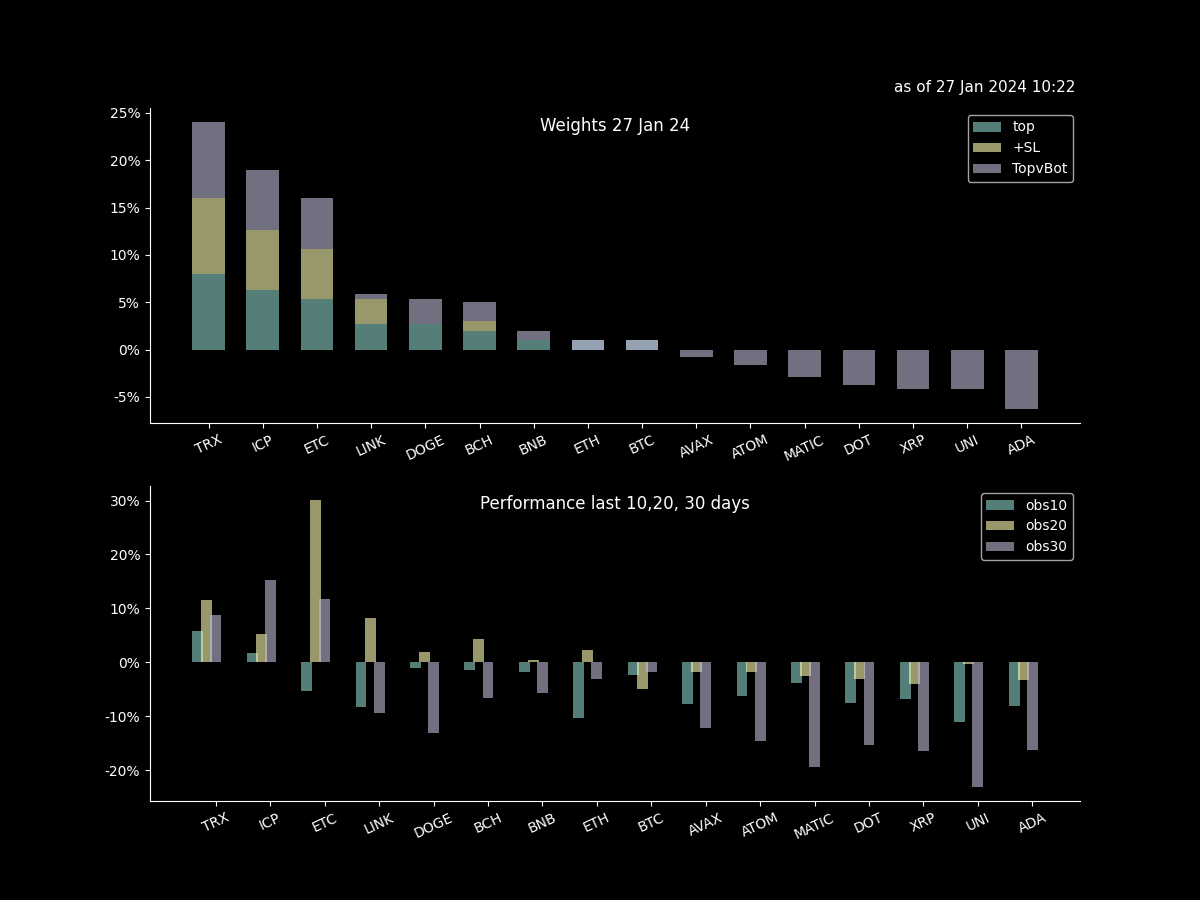 as of 27 Jan 2024 10:22
Weights 27 Jan 24
top
+SL
TopvBot
25%
20%
15%
10%
5%
0%
-5%
TRX ICP ETC LINK DOGE BCH BNB ETH BTC AVAX ATOM MATIC DOT XRP UNI ADA
Performance last 10,20, 30 days
obs10
obs20
obs30
30%
20%
10%
0%
-10%
-20%
TRX ICP ETC LINK DOGE BCH BNB ETH BTC AVAX ATOM MATIC DOT XRP UNI ADA